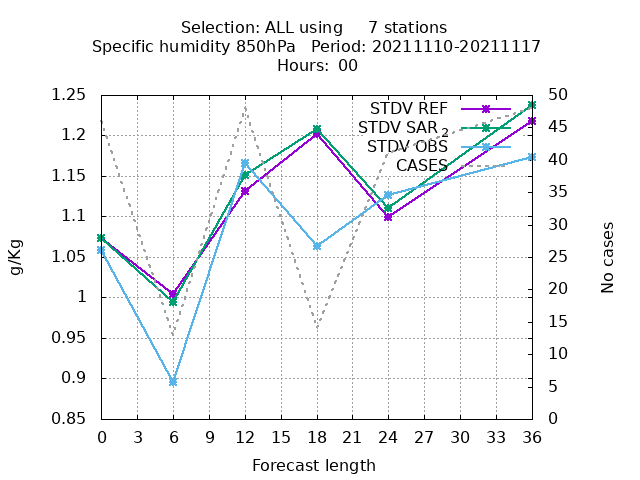 Selection: ALL using 7 stations
Specific humidity 850hPa Period: 20211110-20211117
Hours: 00
STDV REF
STDV SAR 2
STDV OBS
CASES
g/Kg
1.25
1.2
1.15
1.1
1.05
1
0.95
0.9
0.85
50
45
40
35
30
25
20
15
10
5
0
No cases
0 3 6 9 12 15 18 21 24 27 30 33 36
Forecast length